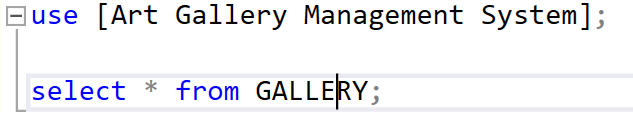 use [Art Gallery Management System];
select * from GALLERY;